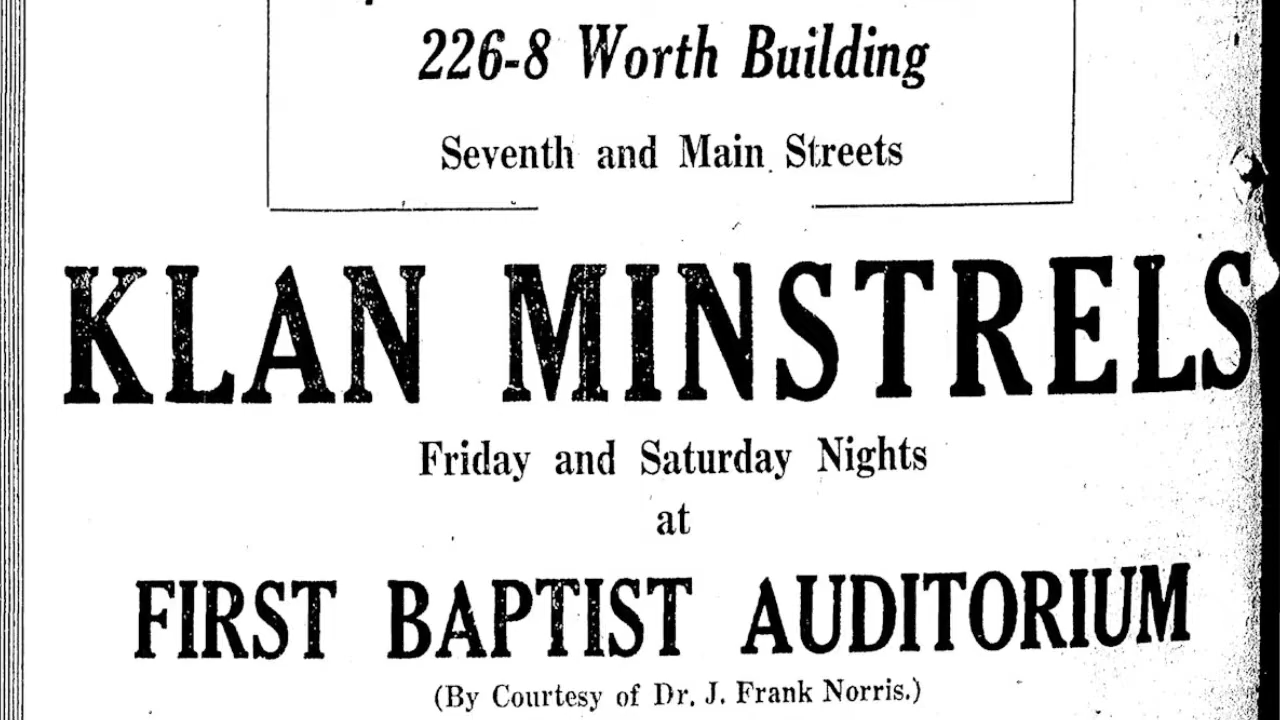 226-8 Worth Building
Seventh and Main Streets
KLAN MINSTRELS
Friday and Saturday Nights
at
FIRST BAPTIST AUDITORIUM
(By Courtesy of Dr. J. Frank Norris.)